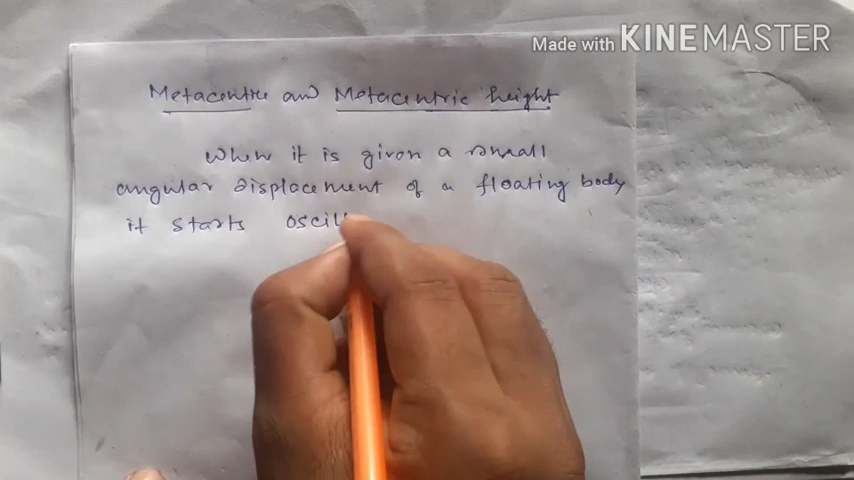 Made with KINEMASTER
Metacentre and Metacentric height
When it is given a small
angular displacement of a floating body
it starts oscill